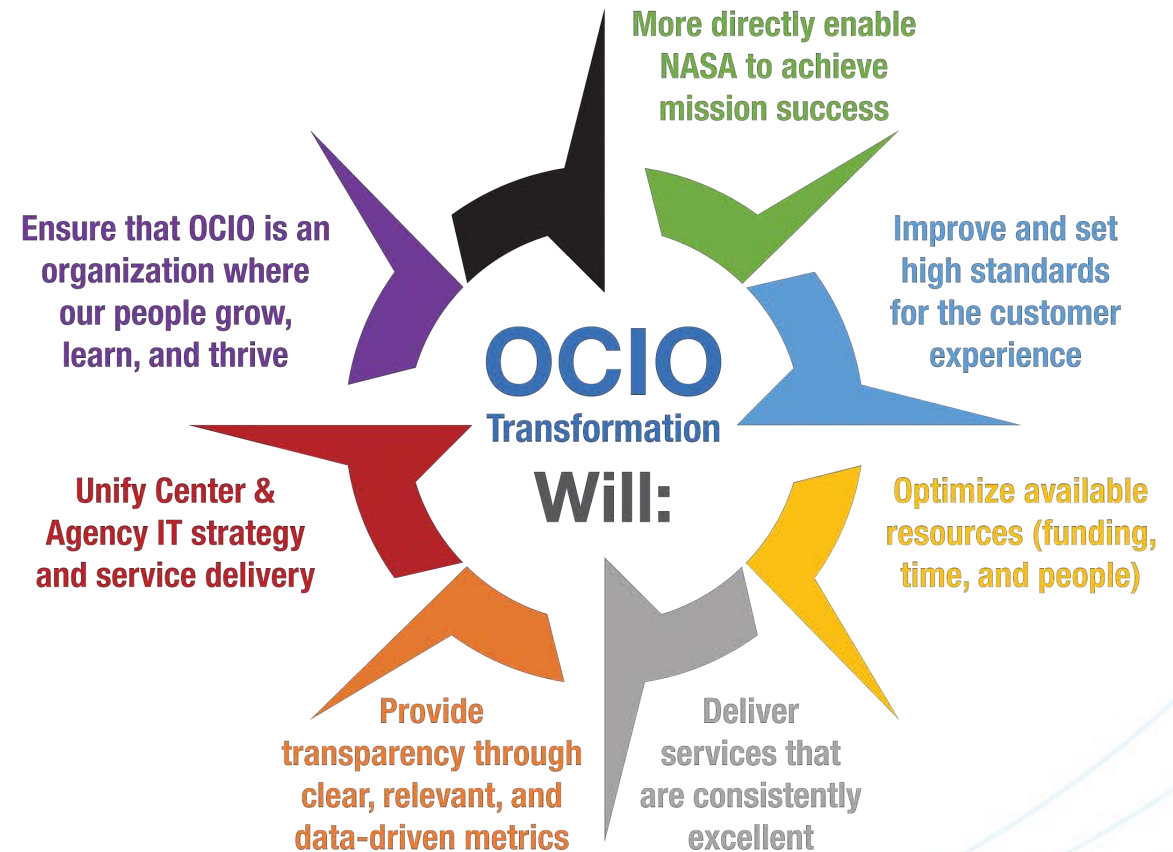 OCIO
Transformation
Will:
More directly enable
NASA to achieve
mission success
Improve and set
high standards
for the customer
experience
Optimize available
resources (funding,
time, and people)
Deliver
services that
are consistently
excellent
Provide
transparency through
clear, relevant, and
data-driven metrics
Unify Center &
Agency IT strategy
and service delivery
Ensure that OCIO is an
organization where
our people grow,
learn, and thrive